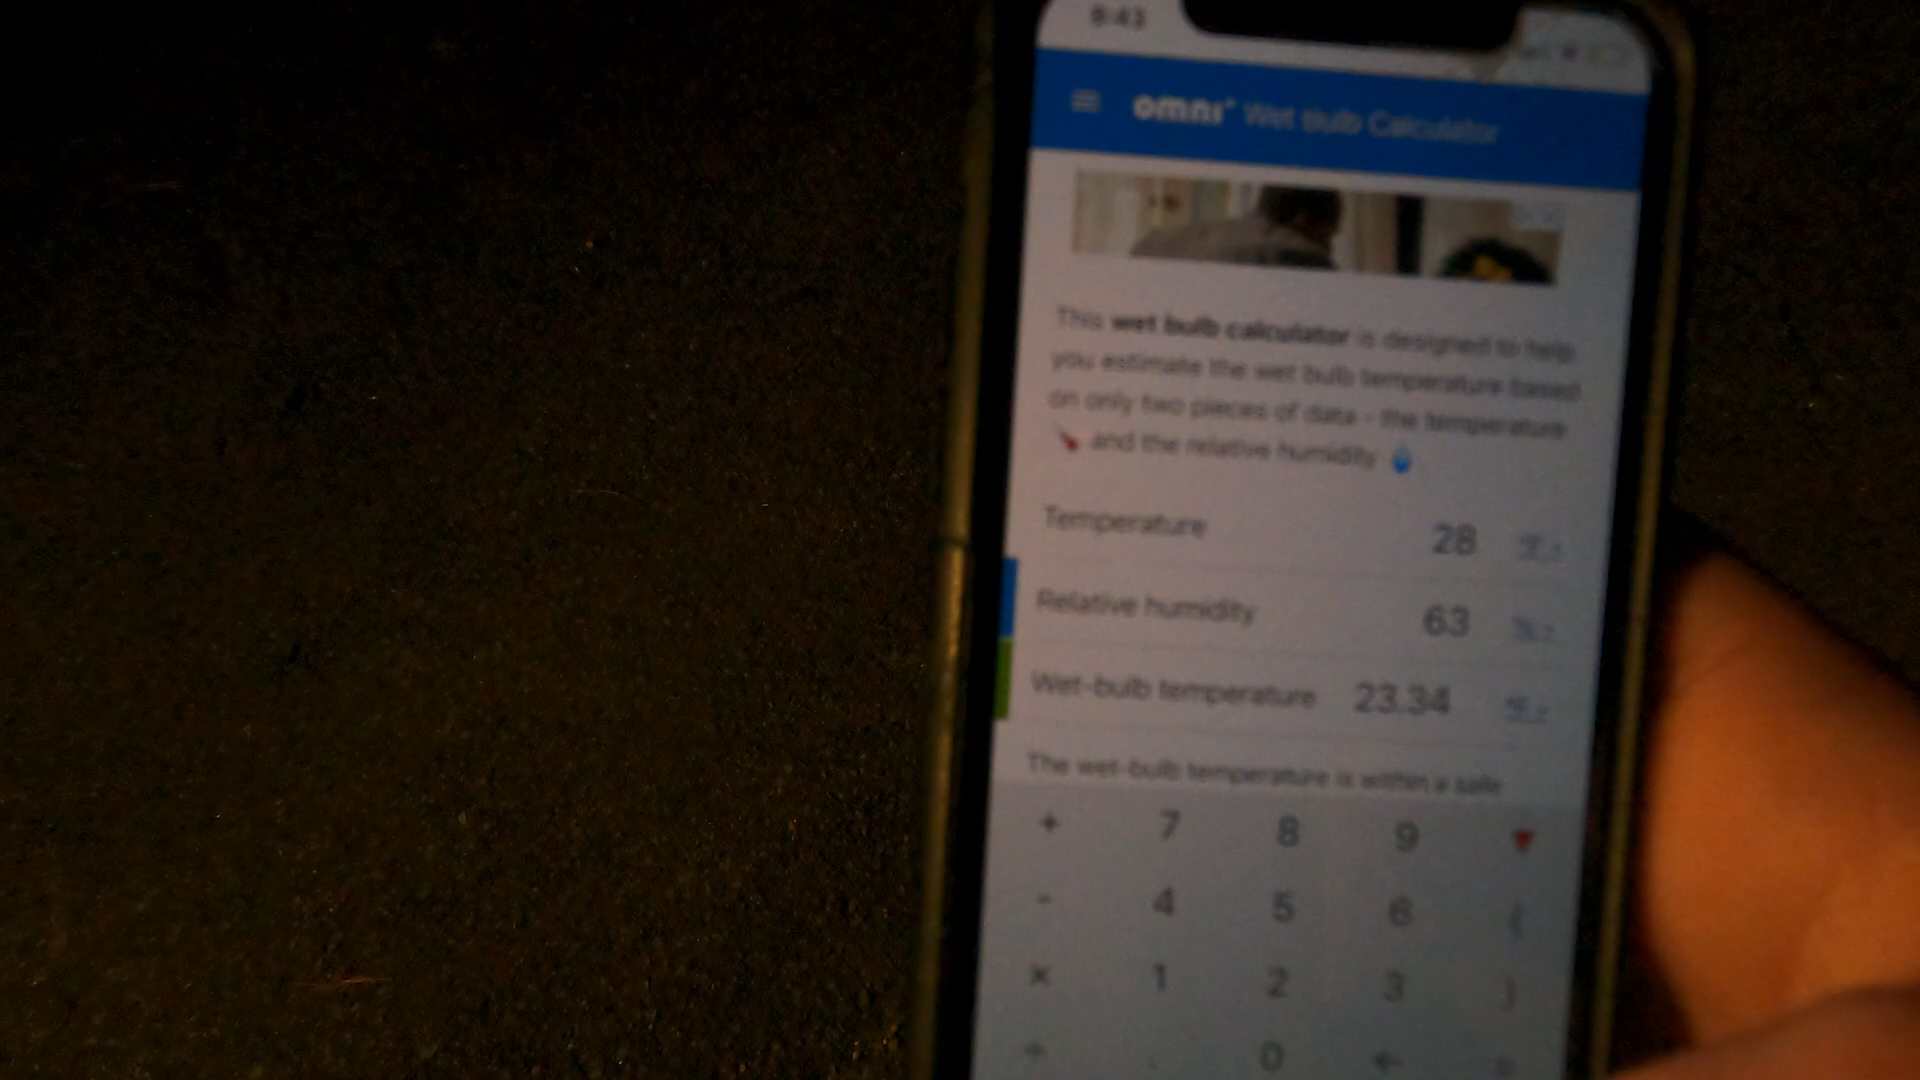 8:43
omni Wet Bulb Calculator
This wet bulb calculator is designed to help
you estimate the wet bulb temperature based
on only two pieces of data - the temperature
🌡️ and the relative humidity 💧
Temperature 28
Relative humidity 63 %
Wet-bulb temperature 23.34
The wet-bulb temperature is within a safe
+ 7 8 9
- 4 5 6 (
× 1 2 3 )
÷ . 0 ← =